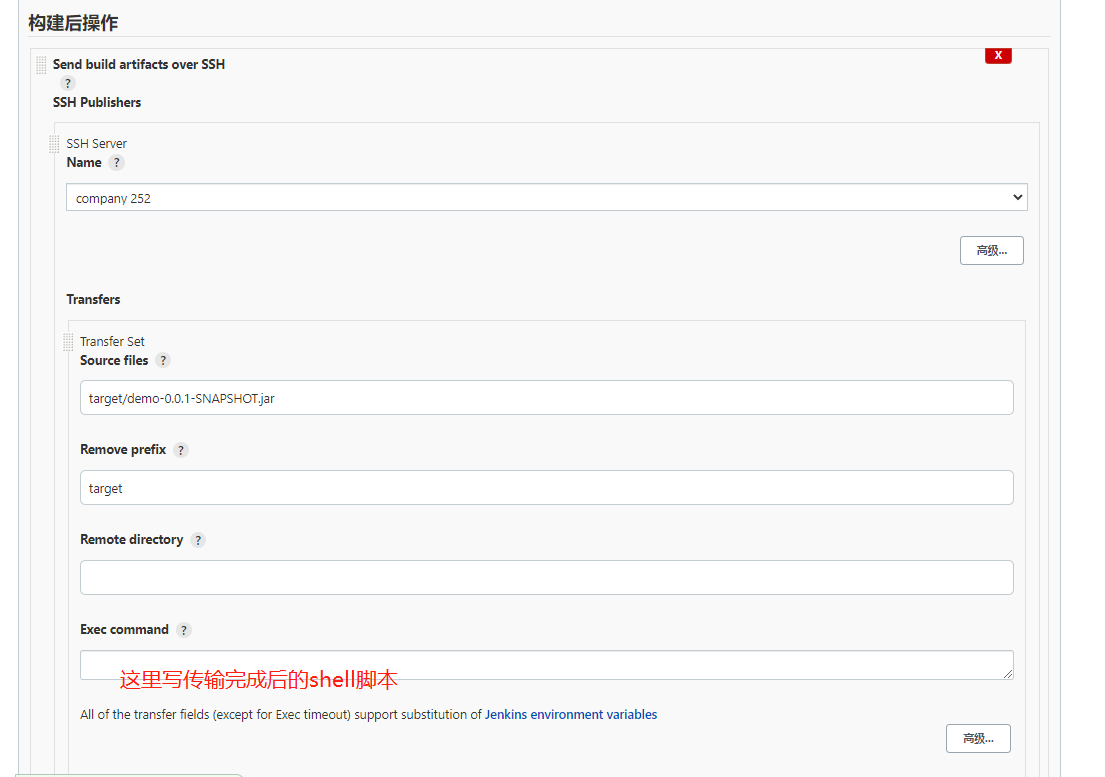 构建后操作
Send build artifacts over SSH
X
?
SSH Publishers
SSH Server
Name ?
company 252
高级...
Transfers
Transfer Set
Source files ?
target/demo-0.0.1-SNAPSHOT.jar
Remove prefix ?
target
Remote directory ?
Exec command ?
这里写传输完成后的shell脚本
All of the transfer fields (except for Exec timeout) support substitution of Jenkins environment variables
高级...